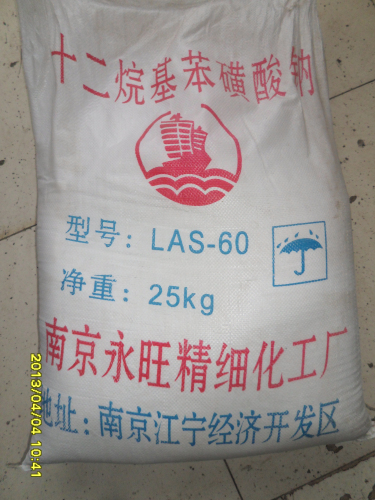 十二烷基苯磺酸钠
型号：LAS-60
净重：25kg
南京永旺精细化工厂
地址：南京江宁经济开发区
2013/04/04 10:41